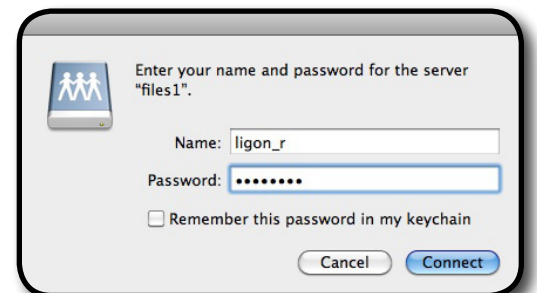 Enter your name and password for the server
“files1”.
Name: ligon_r
Password: ••••••••
Remember this password in my keychain
Cancel Connect